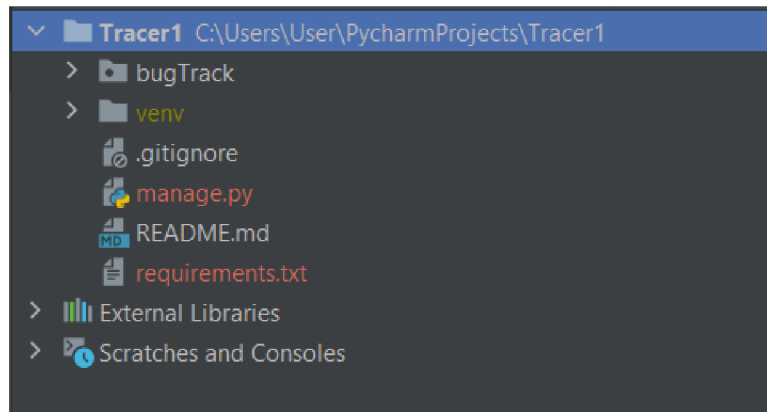 Tracer1 C:\Users\User\PycharmProjects\Tracer1
bugTrack
venv
.gitignore
manage.py
MD README.md
requirements.txt
External Libraries
Scratches and Consoles